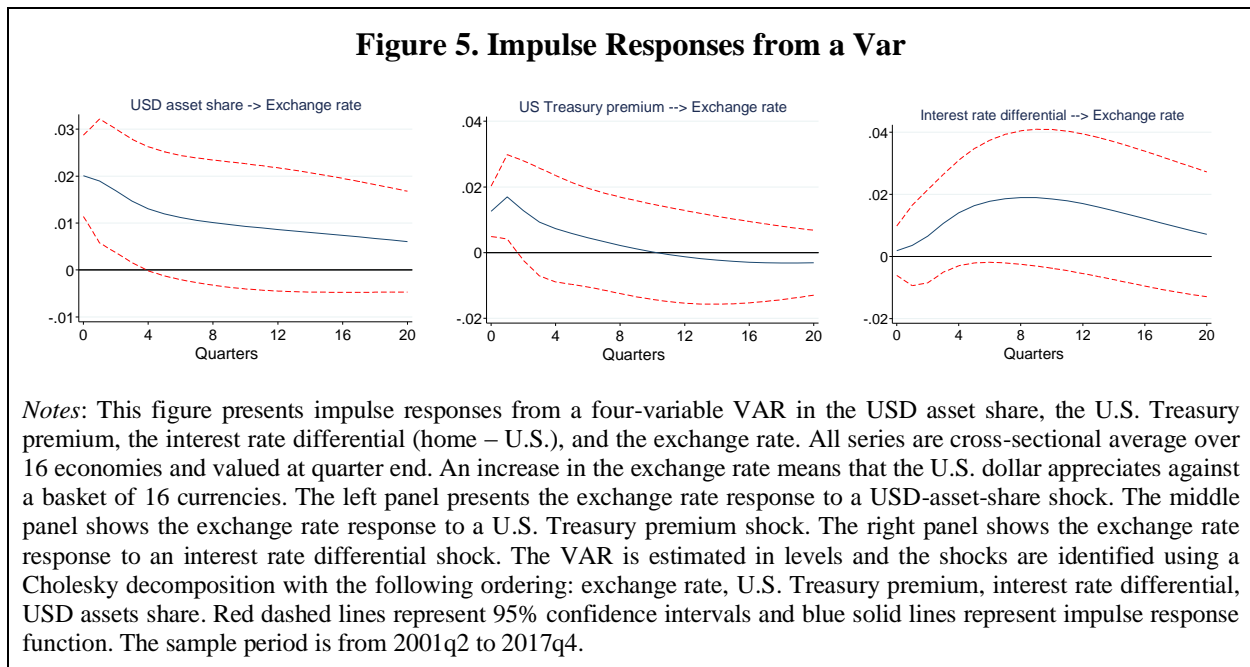 Figure 5. Impulse Responses from a Var
USD asset share -> Exchange rate
.03
.02
.01
0
-.01
0 4 8 12 16 20
Quarters
US Treasury premium --> Exchange rate
.04
.02
0
-.02
0 4 8 12 16 20
Quarters
Interest rate differential --> Exchange rate
.04
.02
0
-.02
0 4 8 12 16 20
Quarters
Notes: This figure presents impulse responses from a four-variable VAR in the USD asset share, the U.S. Treasury
premium, the interest rate differential (home – U.S.), and the exchange rate. All series are cross-sectional average over
16 economies and valued at quarter end. An increase in the exchange rate means that the U.S. dollar appreciates against
a basket of 16 currencies. The left panel presents the exchange rate response to a USD-asset-share shock. The middle
panel shows the exchange rate response to a U.S. Treasury premium shock. The right panel shows the exchange rate
response to an interest rate differential shock. The VAR is estimated in levels and the shocks are identified using a
Cholesky decomposition with the following ordering: exchange rate, U.S. Treasury premium, interest rate differential,
USD assets share. Red dashed lines represent 95% confidence intervals and blue solid lines represent impulse response
function. The sample period is from 2001q2 to 2017q4.